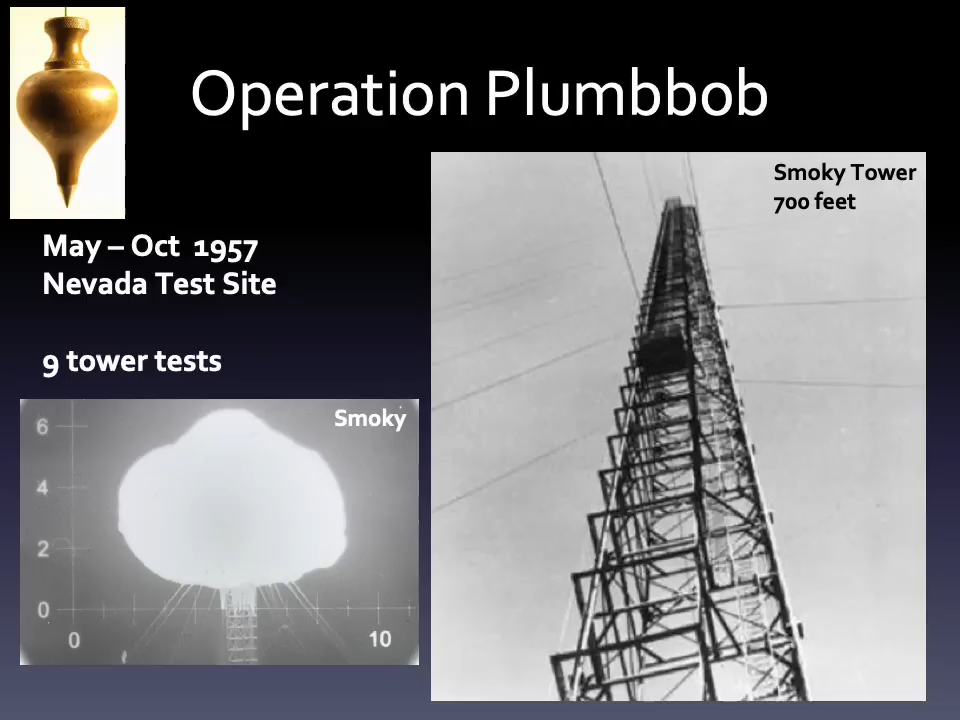 Operation Plumbbob
May – Oct 1957
Nevada Test Site
9 tower tests
Smoky Tower
700 feet
Smoky
6
4
2
0
0
10